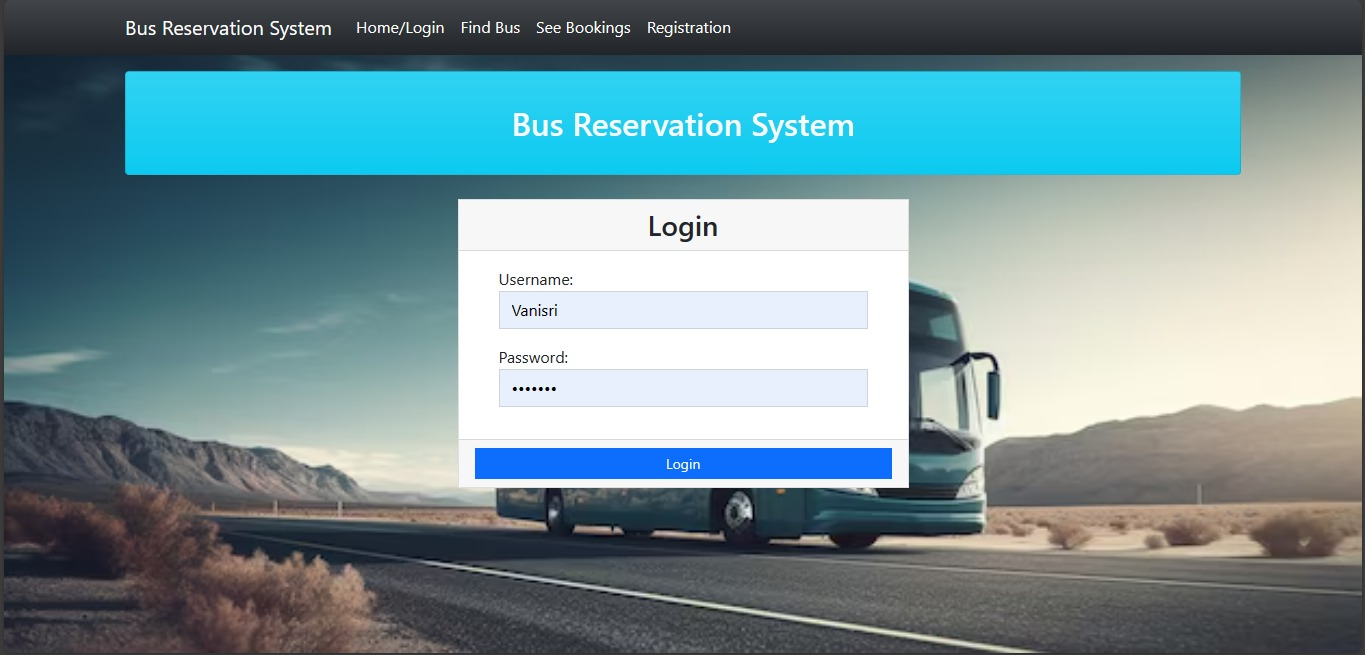 Bus Reservation System Home/Login Find Bus See Bookings Registration
Bus Reservation System
Login
Username:
Vanisri
Password:
•••••••
Login